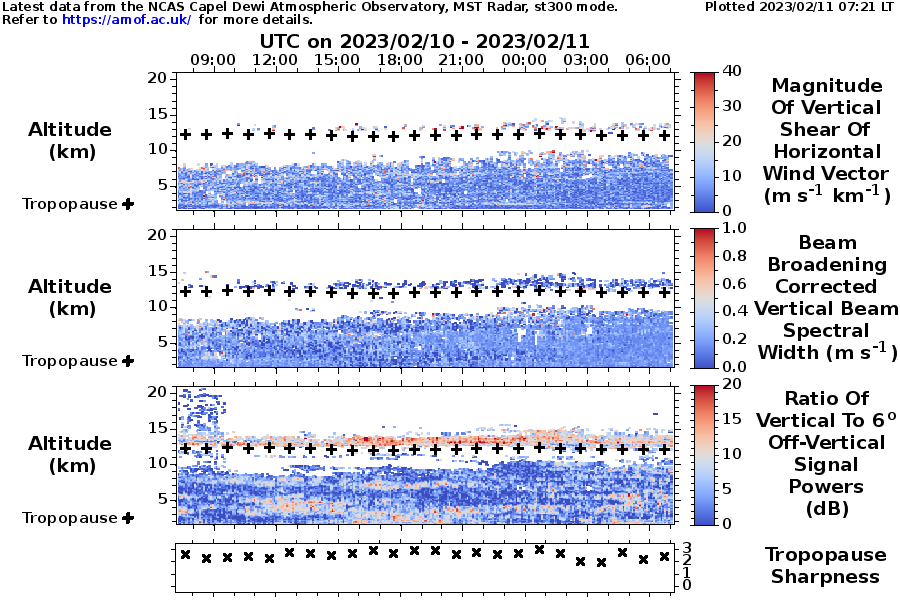 Latest data from the NCAS Capel Dewi Atmospheric Observatory, MST Radar, st300 mode.
Plotted 2023/02/11 07:21 LT
Refer to https://amof.ac.uk/ for more details.
UTC on 2023/02/10 - 2023/02/11
09:00 12:00 15:00 18:00 21:00 00:00 03:00 06:00
20
15
10
5
Altitude
(km)
Tropopause
40
30
20
10
0
Magnitude
Of Vertical
Shear Of
Horizontal
Wind Vector
(m s-1 km-1)
20
15
10
5
Altitude
(km)
Tropopause
1.0
0.8
0.6
0.4
0.2
0.0
Beam
Broadening
Corrected
Vertical Beam
Spectral
Width (m s-1)
20
15
10
5
Altitude
(km)
Tropopause
20
15
10
5
0
Ratio Of
Vertical To 6o
Off-Vertical
Signal
Powers
(dB)
3
2
1
0
Tropopause
Sharpness